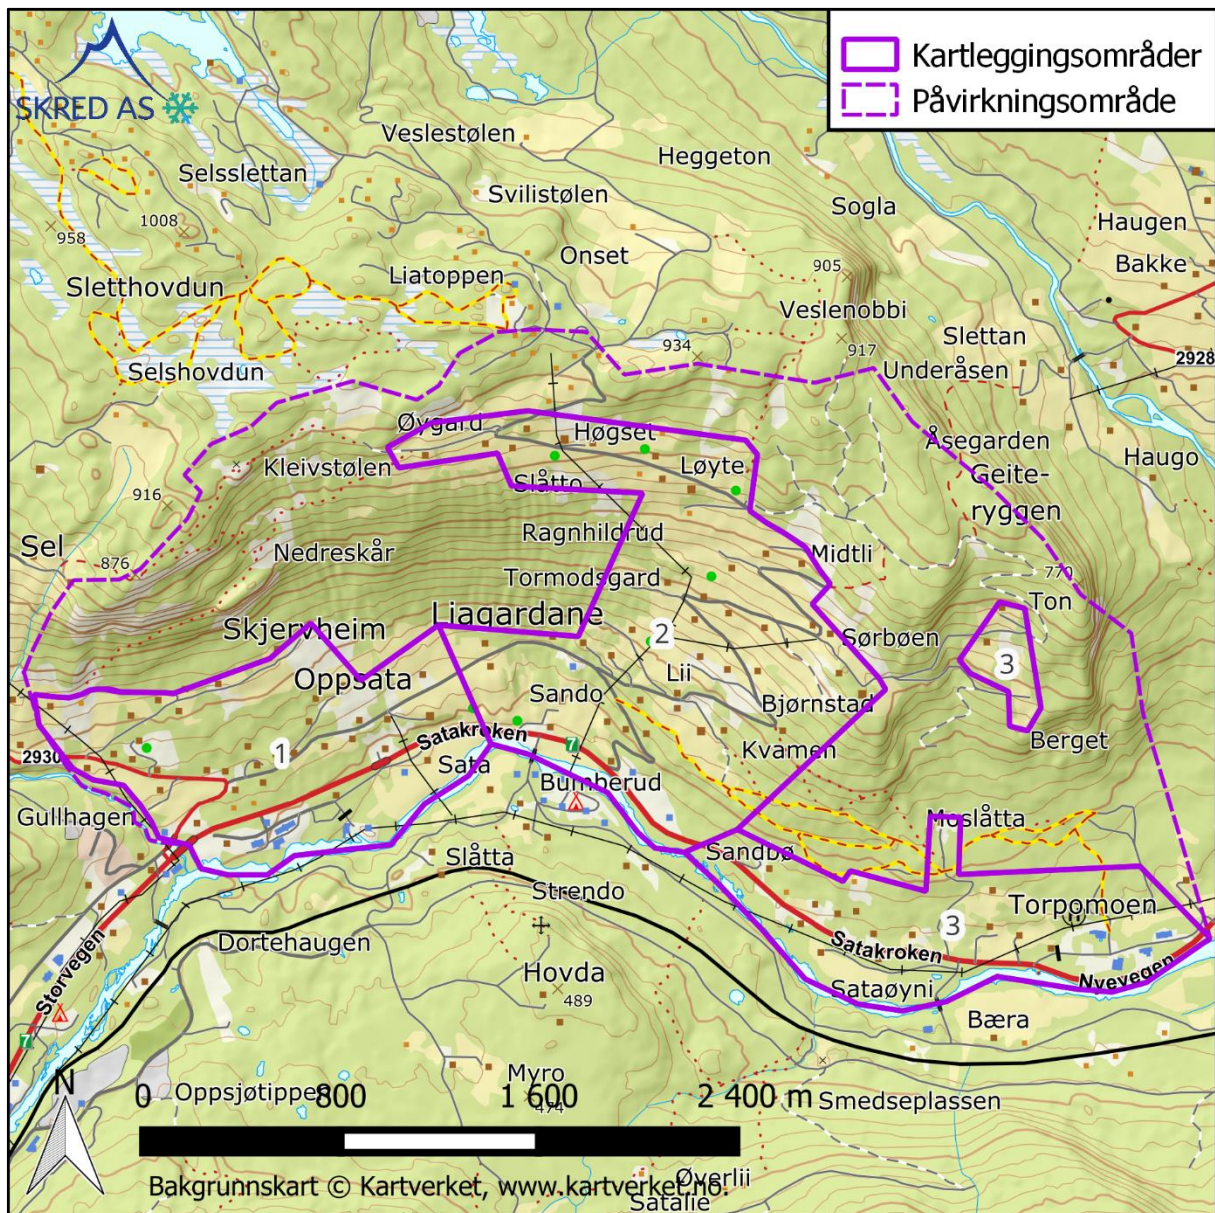 Kartleggingsområder
Påvirkningsområde
SKRED AS
Veslestølen
Heggeton
Selsslettan
Svilistølen
Sogla
Haugen
1008
958
Onset
Bakke
905
Liatoppen
Sletthovdun
Veslenobbi
Slettan
917
934
2928
Selshovdun
Underåsen
Øygard
Høgset
Åsegarden
Haugo
Kleivstølen
Løyte
Geite-
ryggen
Slåtto
916
Ragnhildrud
Sel
Nedreskår
Midtli
876
Tormodsgard
770
Ton
Liagardane
Skjervheim
2
Sørbøen
3
Oppsata
Lii
Sando
Bjørnstad
Satakroken
7
Berget
1
Kvamen
2930
Sata
Bumberud
Gullhagen
Moslåtta
Slåtta
Sandbø
Strendo
Torpomoen
3
Dortehaugen
Satakroken
Storvegen
Hovda
Nyevegen
Sataøyni
489
Bæra
7
Myro
N
0
Oppsjøtippen
800
1 600
2 400 m
474
Smedseplassen
Øverlii
Bakgrunnskart © Kartverket, www.kartverket.no.
Satalie